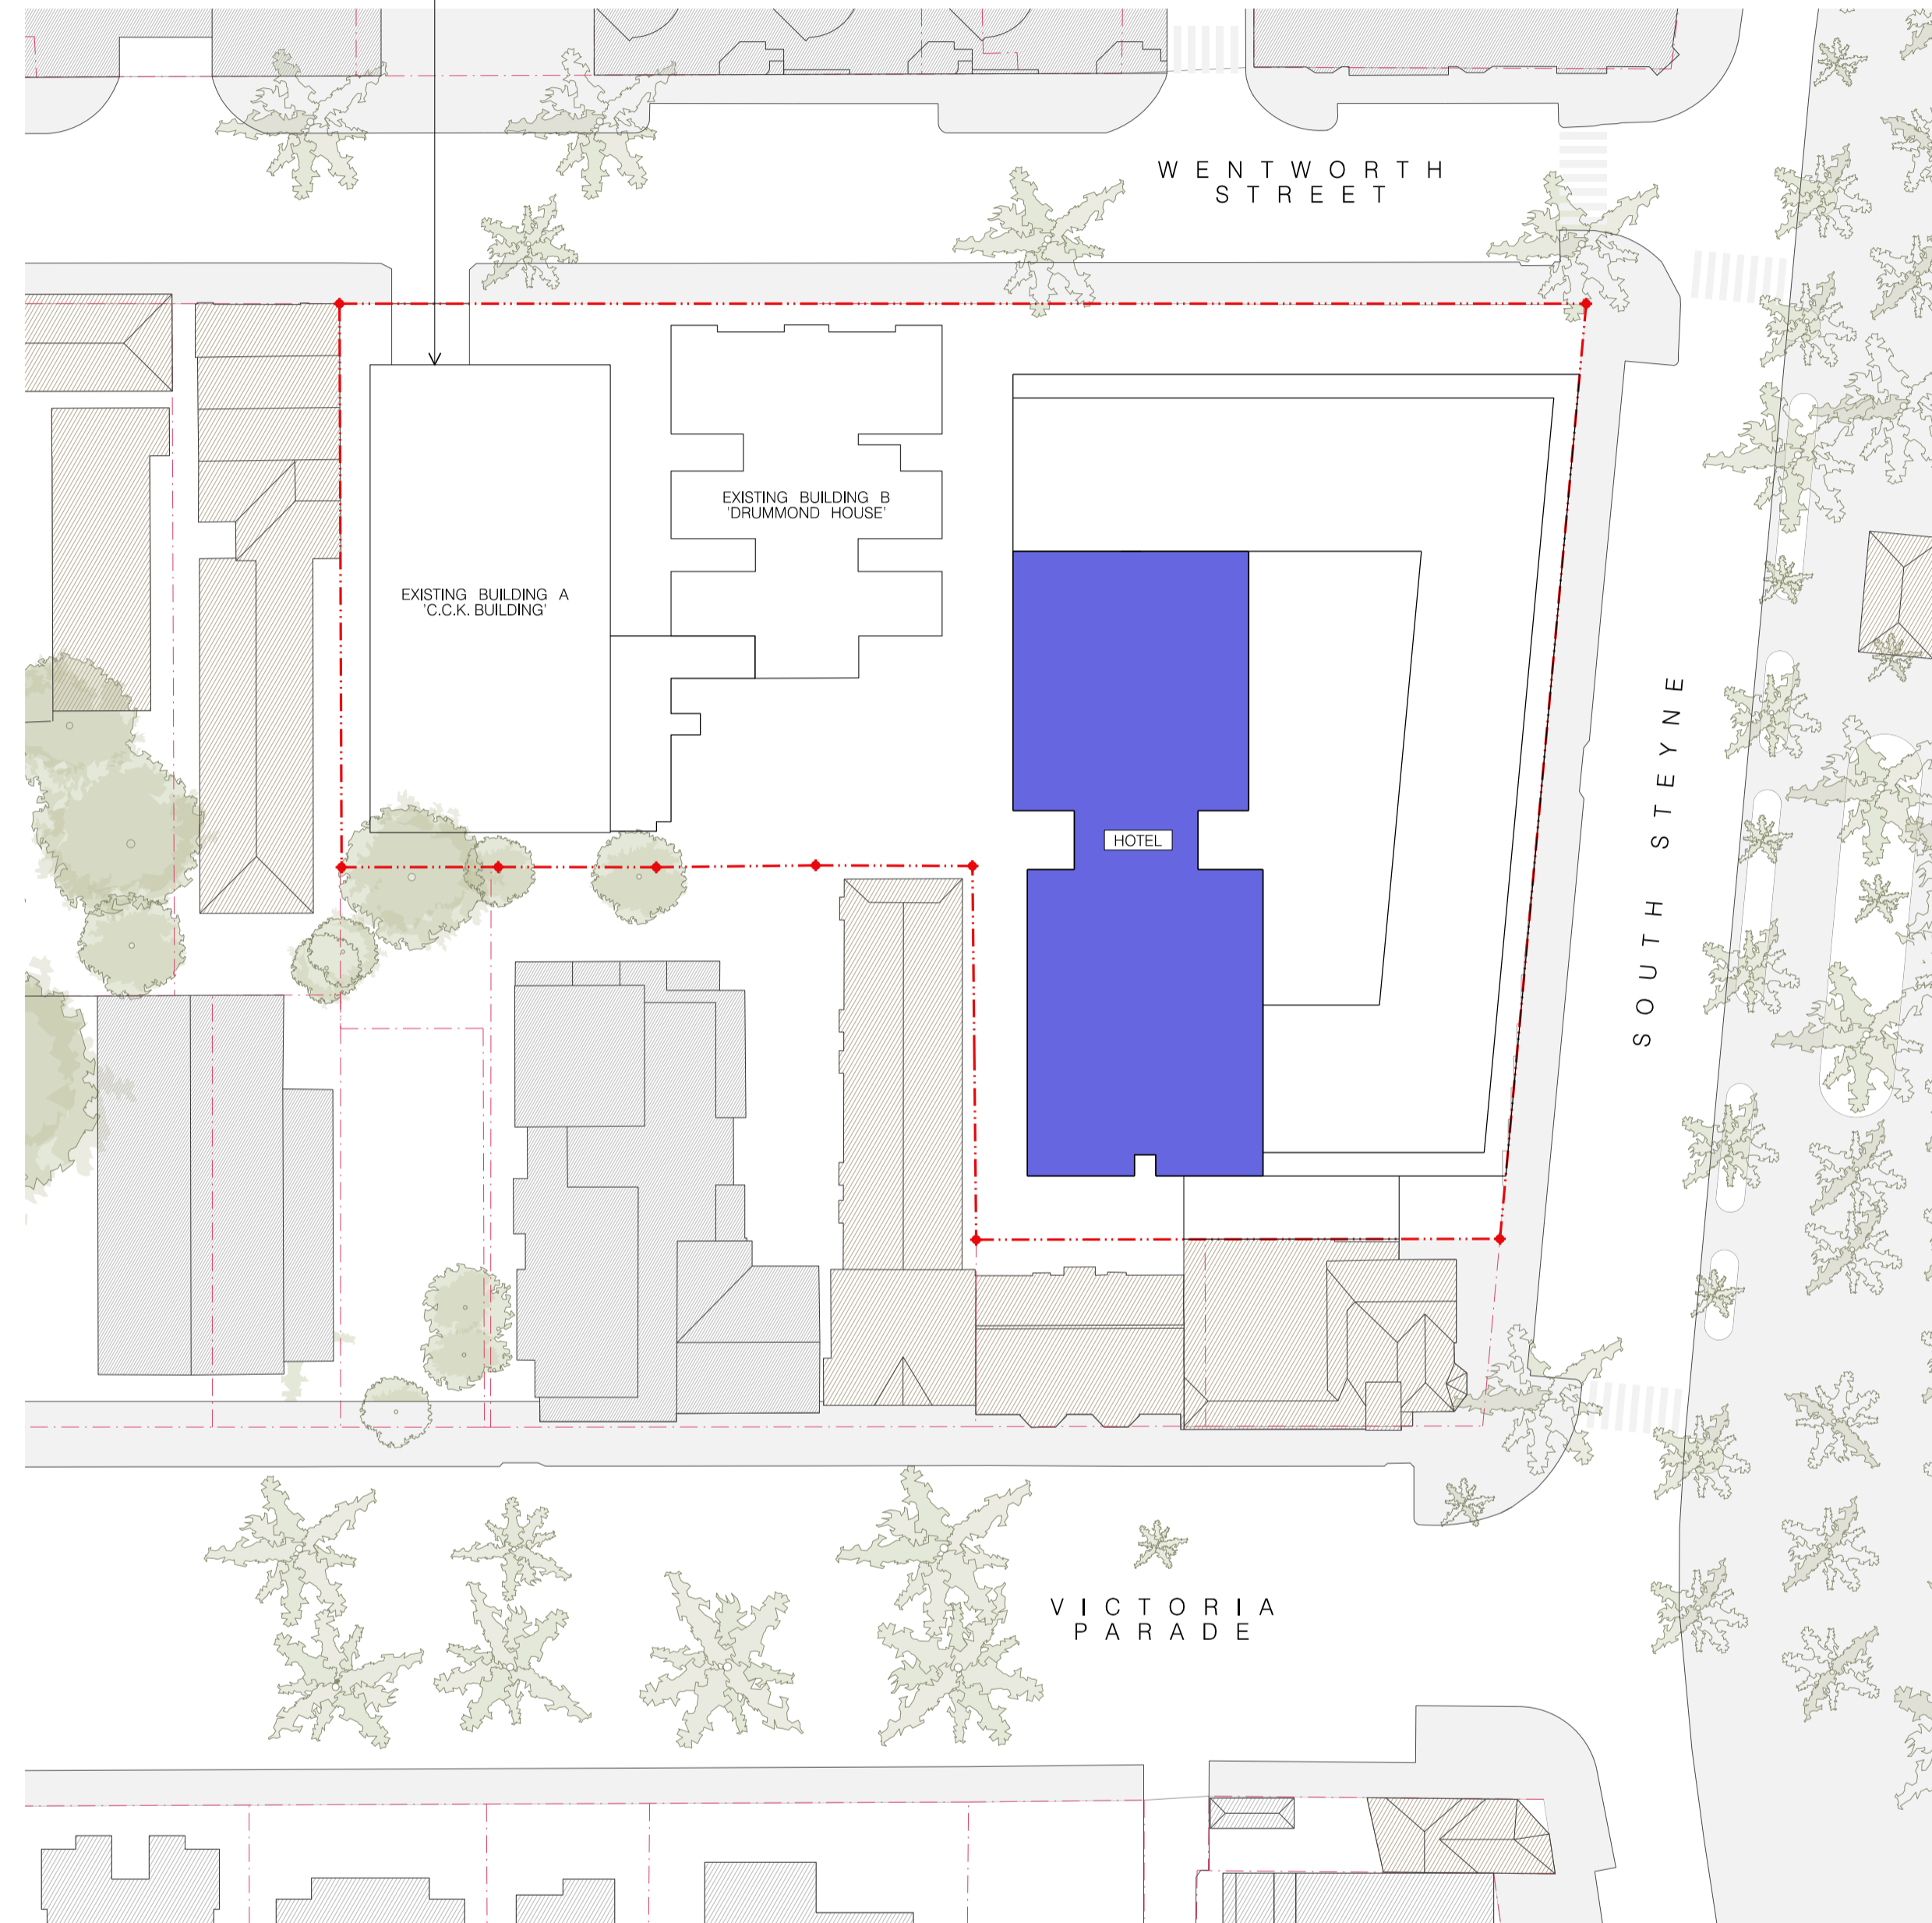 WENTWORTH
STREET
EXISTING BUILDING B
'DRUMMOND HOUSE'
EXISTING BUILDING A
'C.C.K. BUILDING'
HOTEL
SOUTH STEYNE
VICTORIA
PARADE